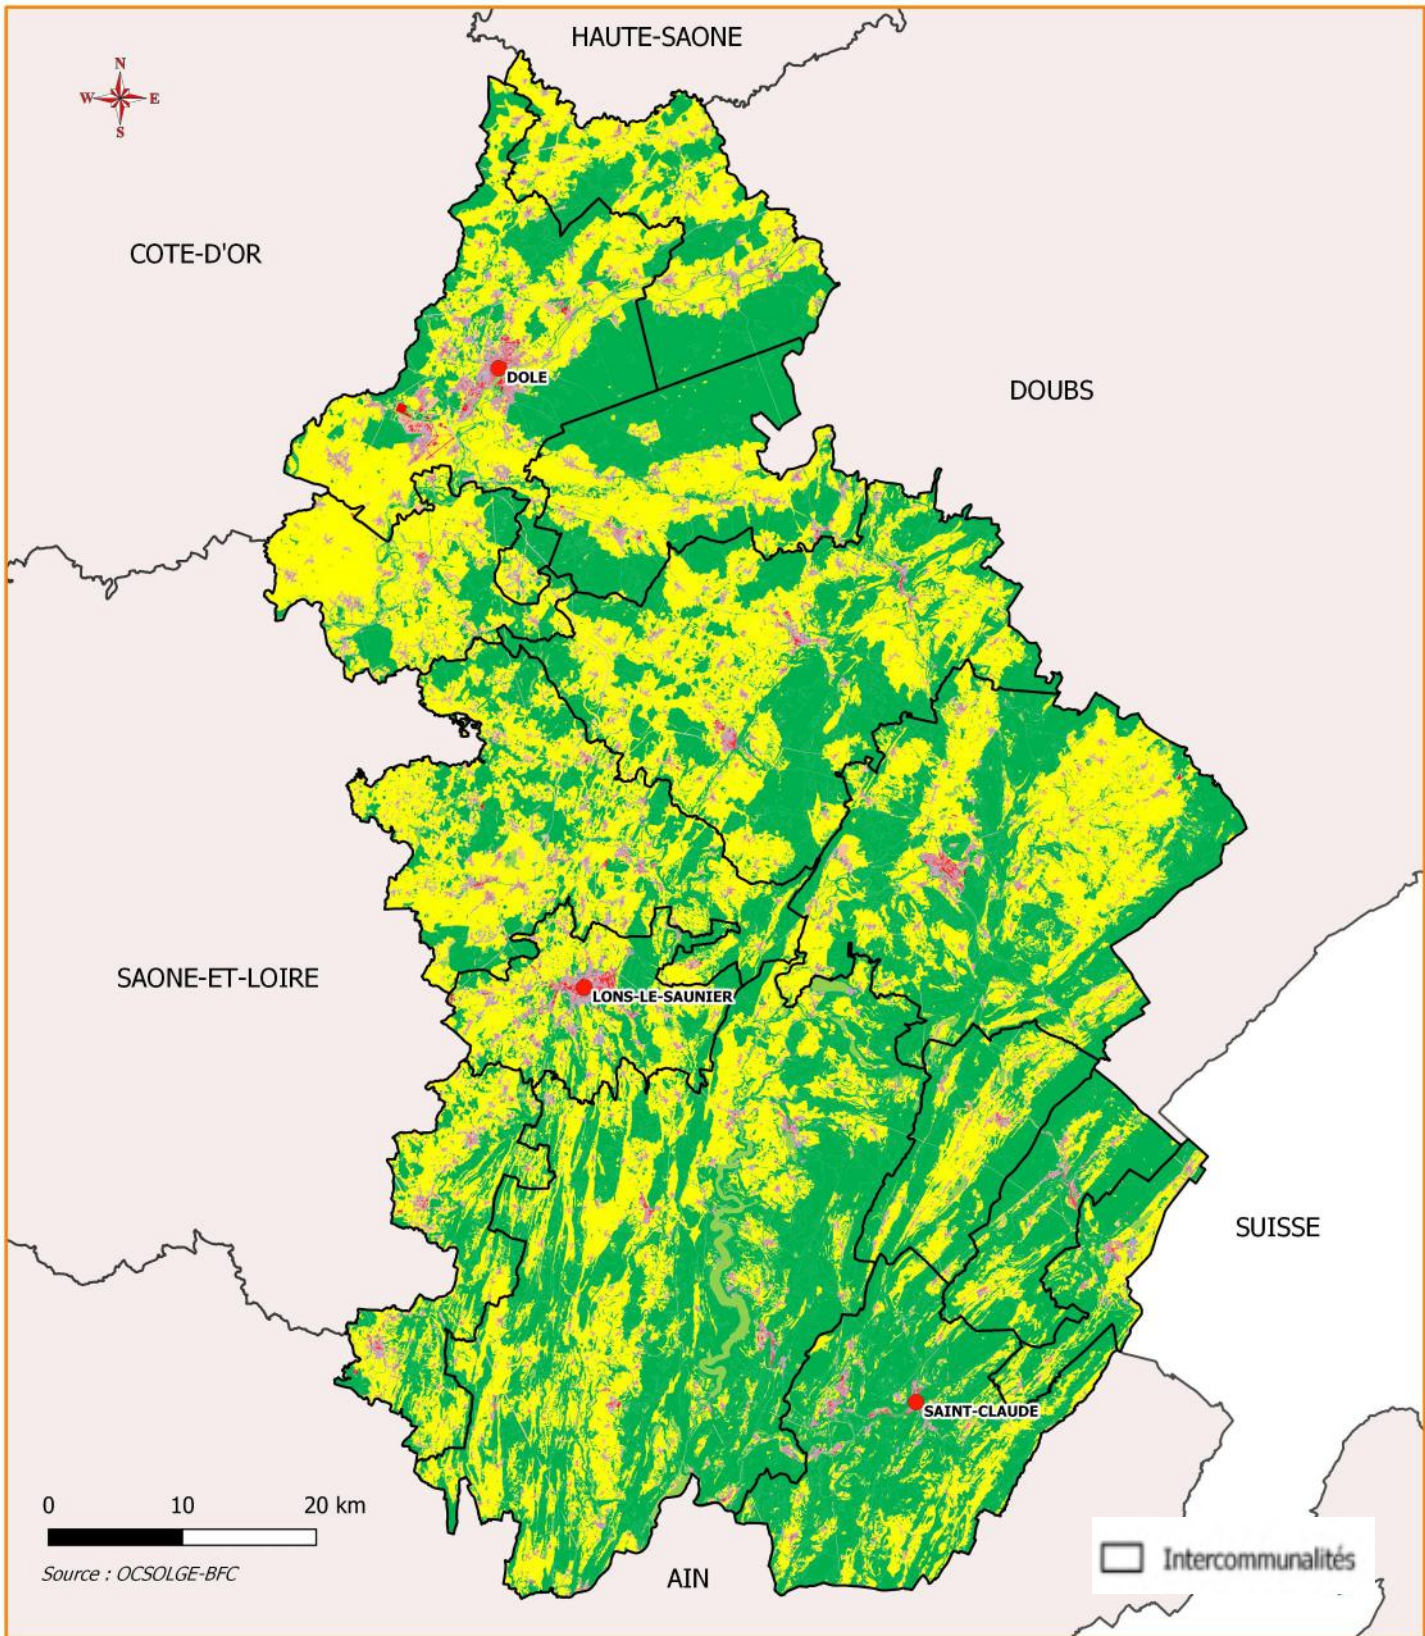 HAUTE-SAONE
N
W E
S
COTE-D'OR
DOLE
DOUBS
SAONE-ET-LOIRE
LONS-LE-SAUNIER
SUISSE
SAINT-CLAUDE
0 10 20 km
Source : OCSOLGE-BFC
AIN
Intercommunalités